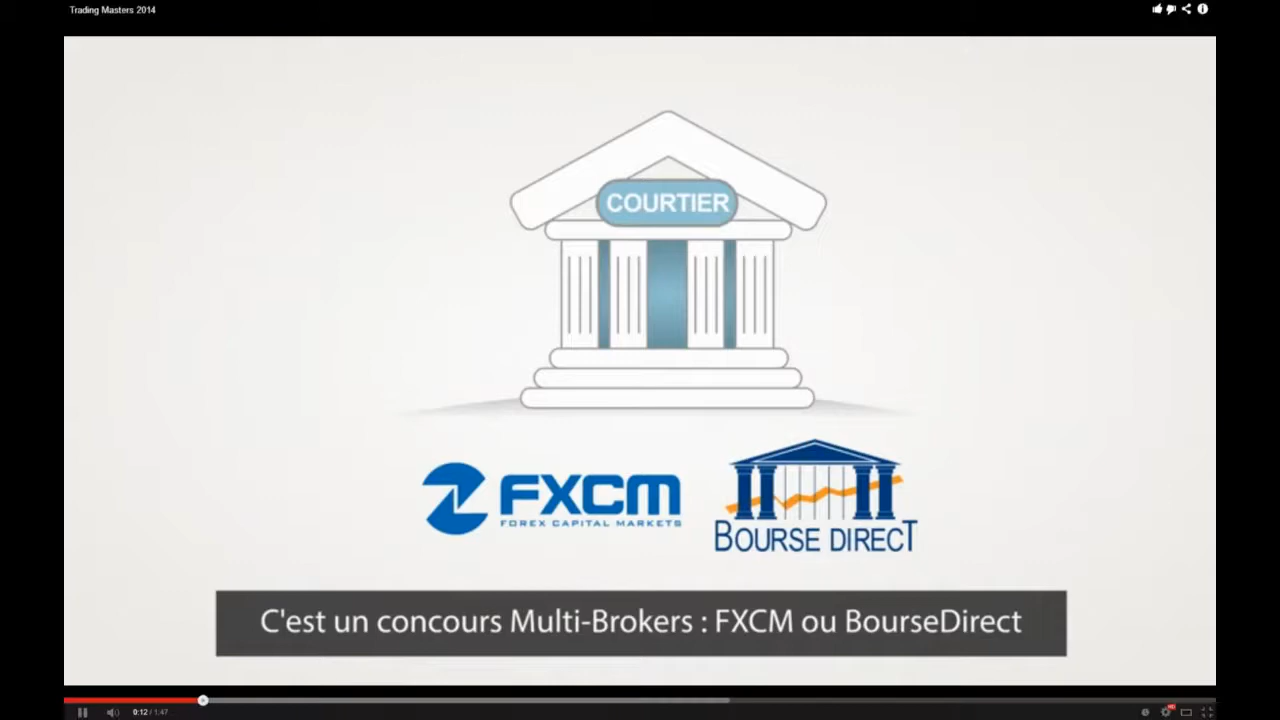 Trading Masters 2014
COURTIER
FXCM
FOREX CAPITAL MARKETS
BOURSE DIRECT
C'est un concours Multi-Brokers : FXCM ou BourseDirect
0:12 / 1:47
HD